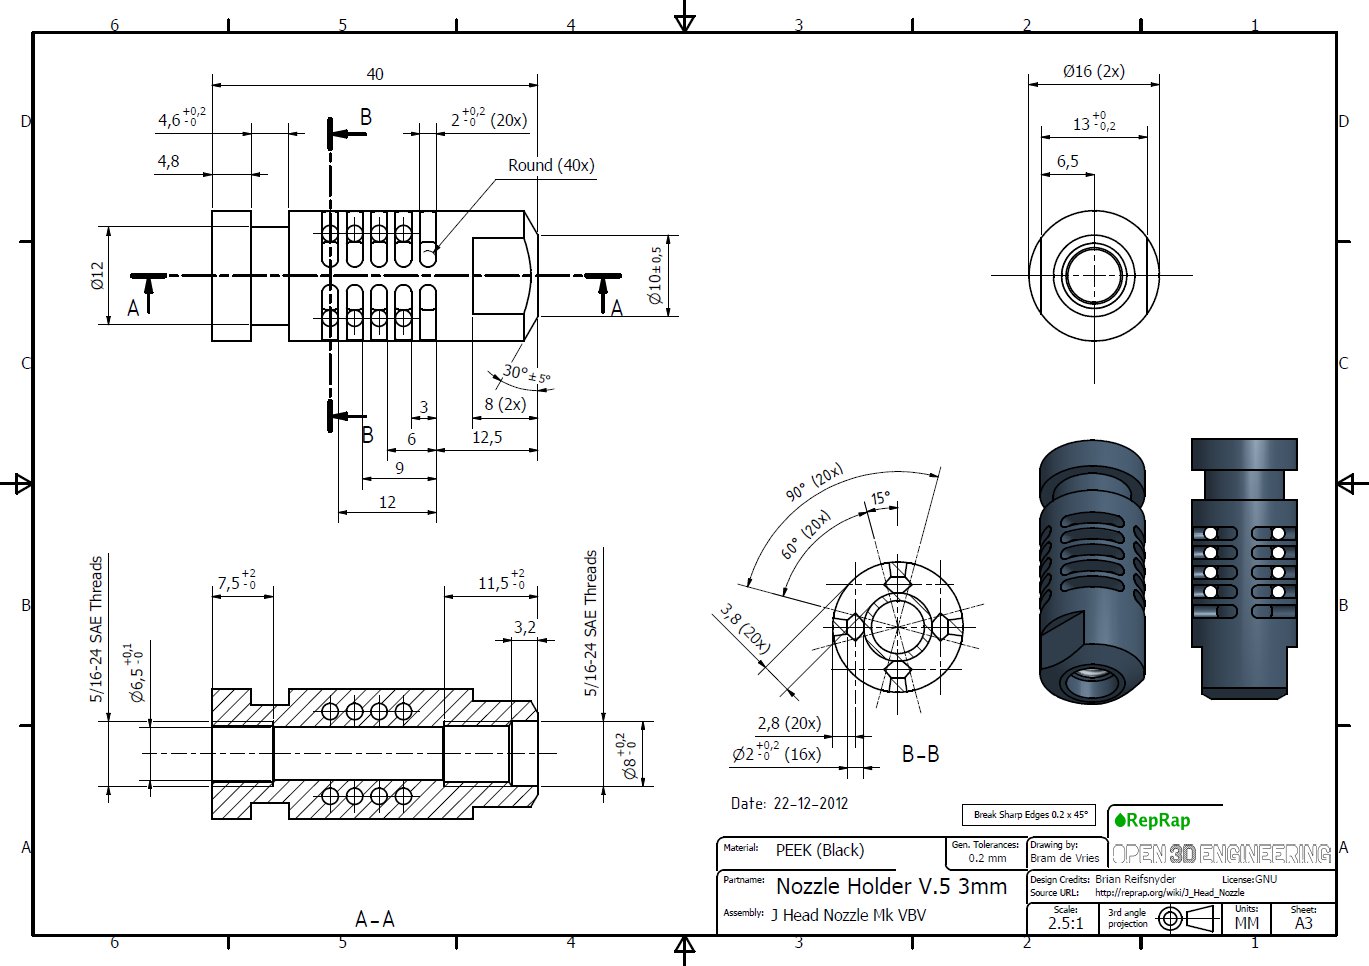 6 5 4 3 2 1
D D
C C
B B
A A
40
4,6 +0,2 -0
B
2 +0,2 -0 (20x)
4,8
Round (40x)
Ø12
Ø10±0,5
A A
30°±5°
8 (2x)
3
B
6 12,5
9
12
Ø16 (2x)
13 +0 -0,2
6,5
5/16-24 SAE Threads
7,5 +2 -0
11,5 +2 -0
3,2
5/16-24 SAE Threads
Ø6,5 +0,1 -0
Ø8 +0,2 -0
A-A
90° (20x)
15°
60° (20x)
3,8 (20x)
2,8 (20x)
Ø2 +0,2 -0 (16x)
B-B
Date: 22-12-2012
Break Sharp Edges 0.2 x 45°
RepRap
OPEN 3D ENGINEERING
Material: PEEK (Black)
Gen. Tolerances:
0.2 mm
Drawing by:
Bram de Vries
Partname: Nozzle Holder V.5 3mm
Design Credits: Brian Reifsnyder License: GNU
Source URL: http://reprap.org/wiki/J_Head_Nozzle
Assembly: J Head Nozzle Mk VBV
Scale:
2.5:1
3rd angle
projection
Units:
MM
Sheet:
A3
6 5 4 3 2 1